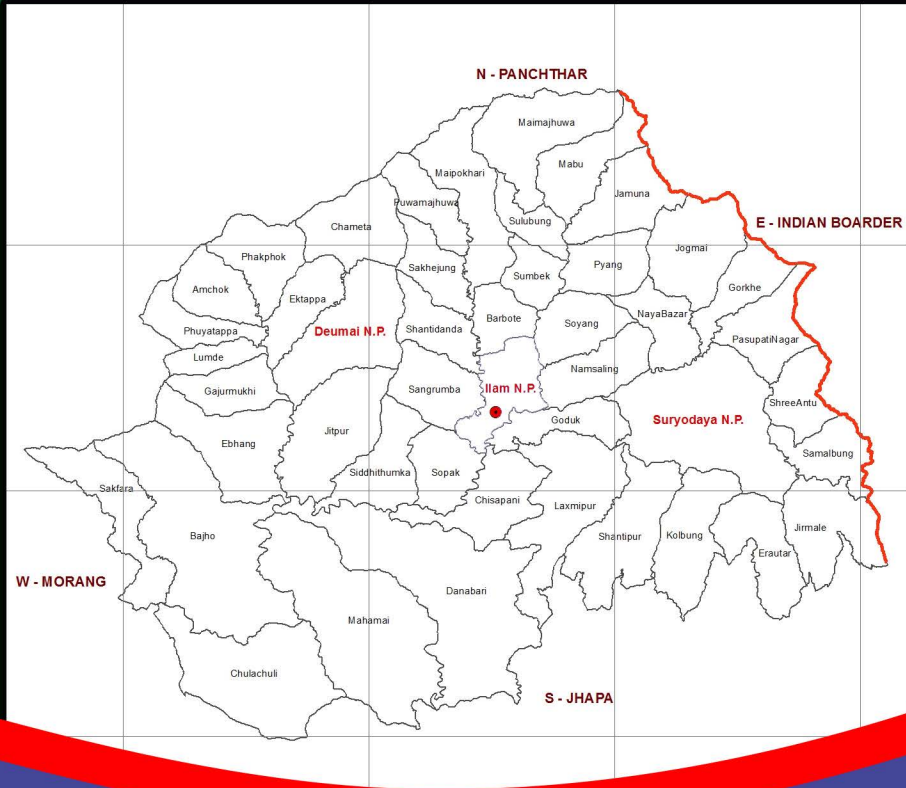 N - PANCHTHAR
Maimajhuwa
Mabu
Maipokhari
Jamuna
Puwamajhuwa
Sulubung
E - INDIAN BOARDER
Chameta
Jogmai
Phakphok
Sakhejung
Pyang
Sumbek
Gorkhe
Amchok
Ektappa
NayaBazar
Barbote
Soyang
Phuyatappa
Deumai N.P.
Shantidanda
PasupatiNagar
Lumde
Namsaling
Gajurmukhi
Sangrumba
Ilam N.P.
ShreeAntu
Goduk
Suryodaya N.P.
Jitpur
Ebhang
Samalbung
Siddhithumka
Sopak
Sakfara
Chisapani
Laxmipur
Jirmale
Bajho
Shantipur
Kolbung
Erautar
W - MORANG
Danabari
Mahamai
Chulachuli
S - JHAPA